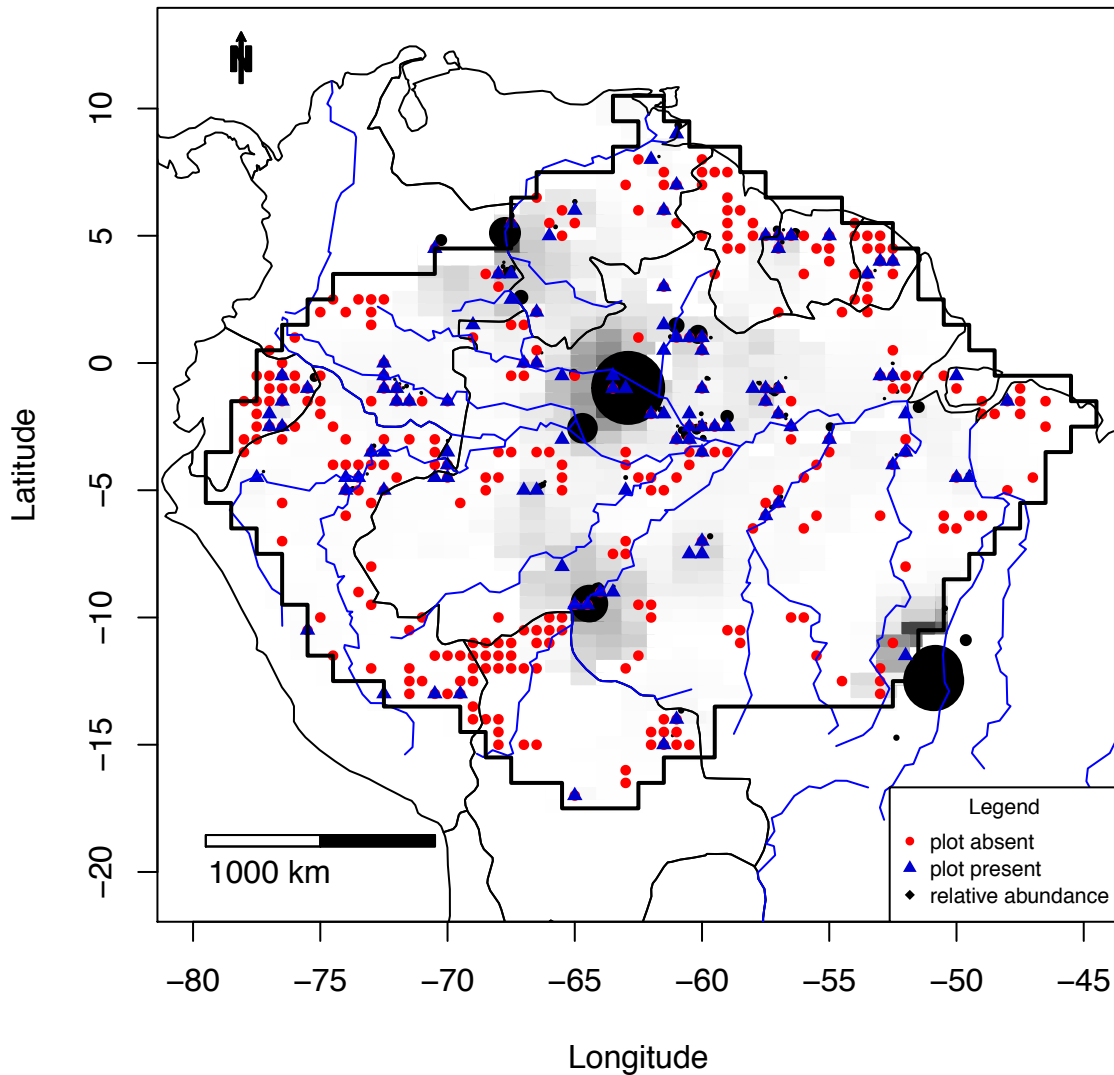 N
Latitude
10
5
0
−5
−10
−15
−20
1000 km
Legend
plot absent
plot present
relative abundance
−80
−75
−70
−65
−60
−55
−50
−45
Longitude